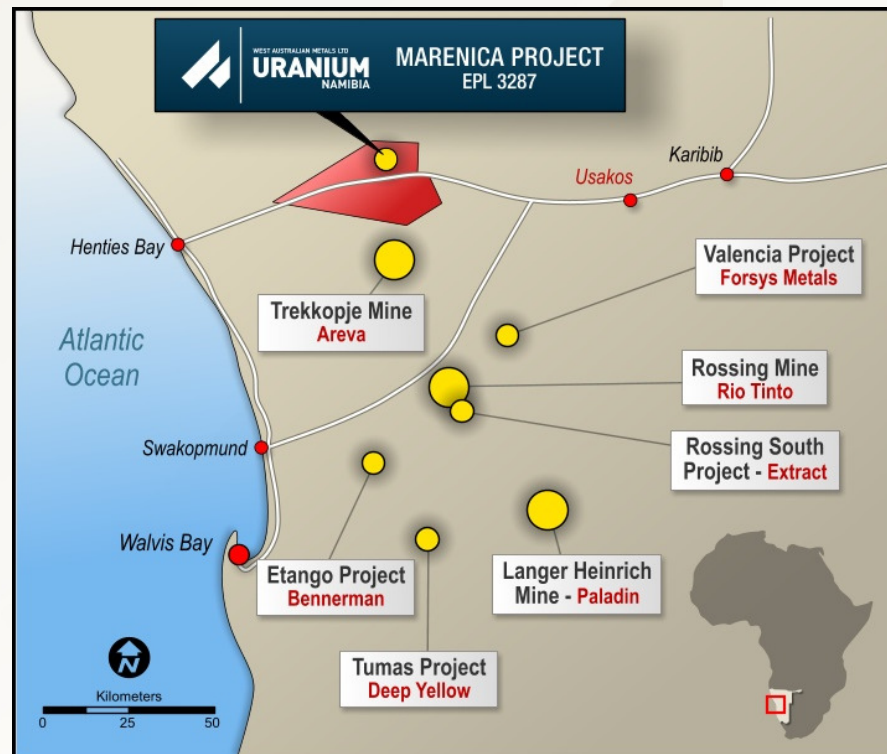 WEST AUSTRALIAN METALS LTD
URANIUM
NAMIBIA
MARENICA PROJECT
EPL 3287
Karibib
Usakos
Henties Bay
Valencia Project
Forsys Metals
Trekkopje Mine
Areva
Atlantic
Ocean
Rossing Mine
Rio Tinto
Swakopmund
Rossing South
Project - Extract
Walvis Bay
Etango Project
Bennerman
Langer Heinrich
Mine - Paladin
Tumas Project
Deep Yellow
N
Kilometers
0 25 50